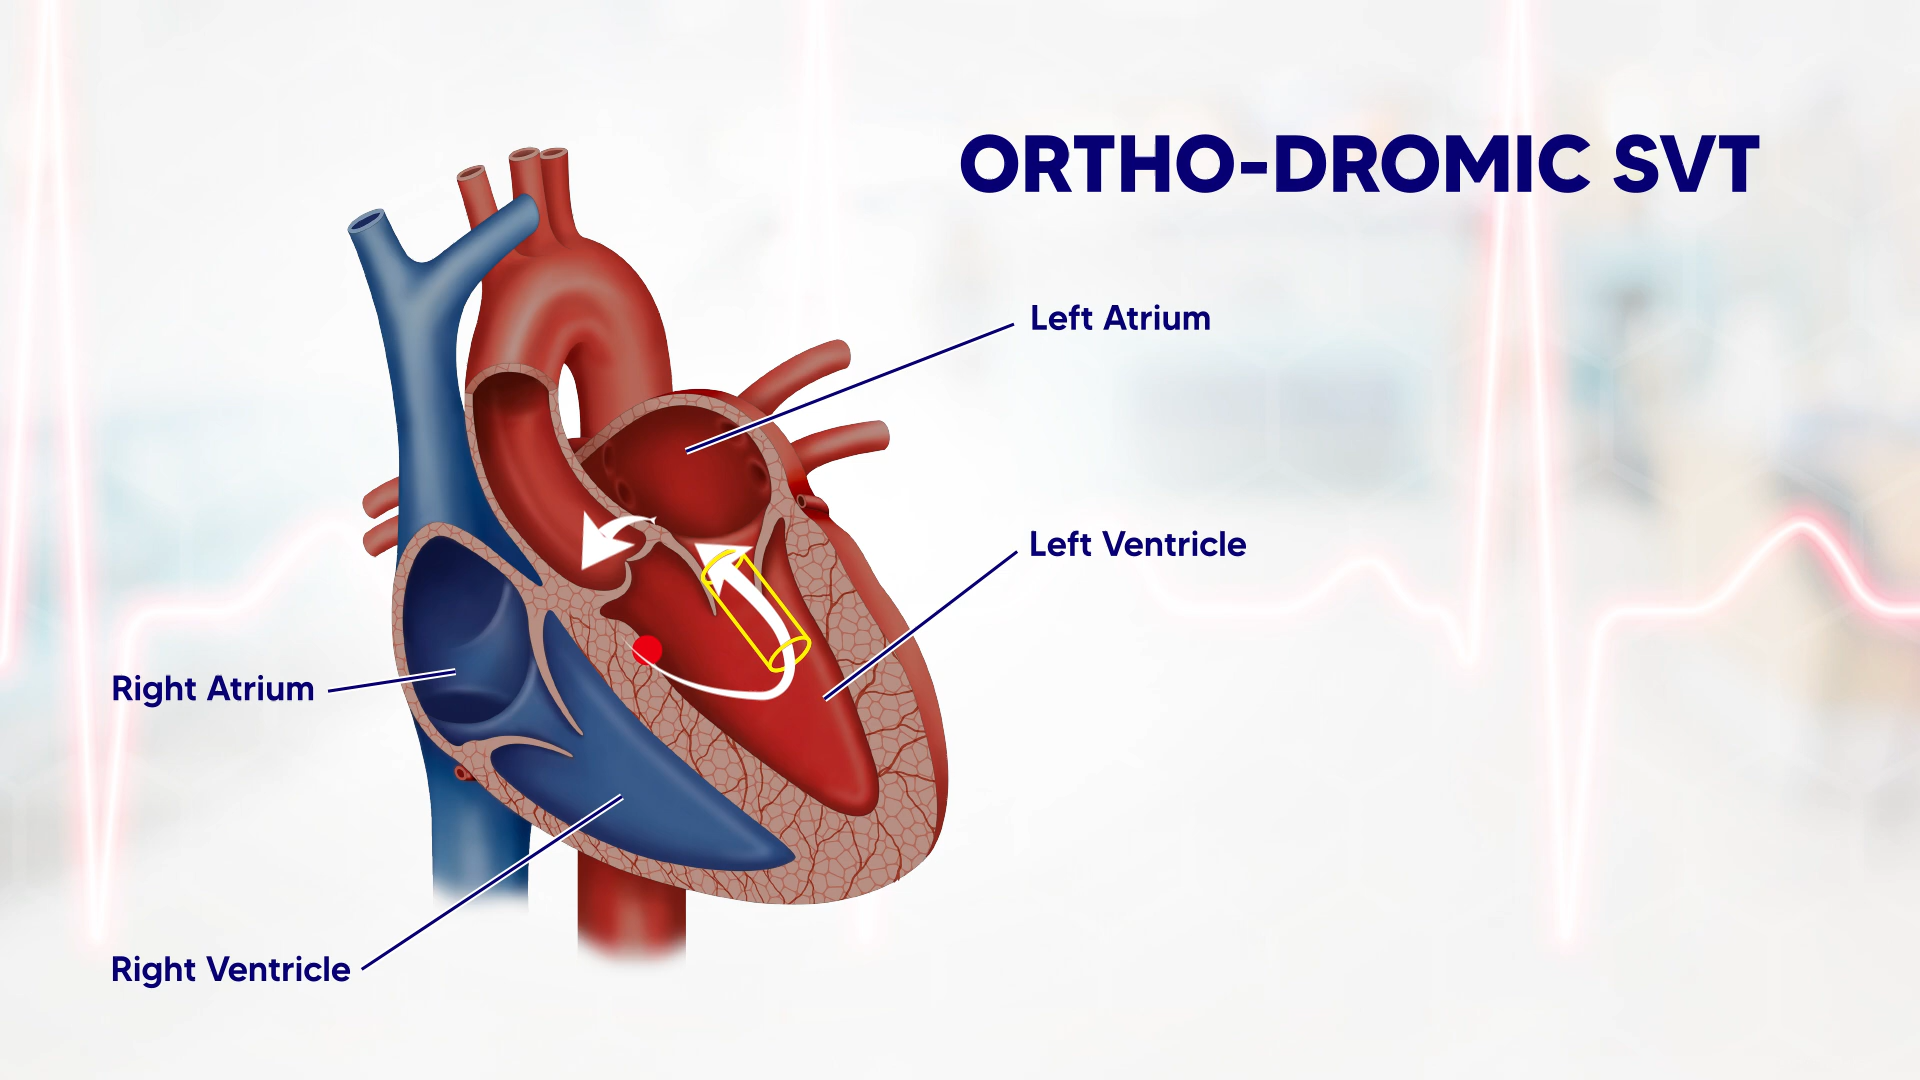 ORTHO-DROMIC SVT
Left Atrium
Left Ventricle
Right Atrium
Right Ventricle